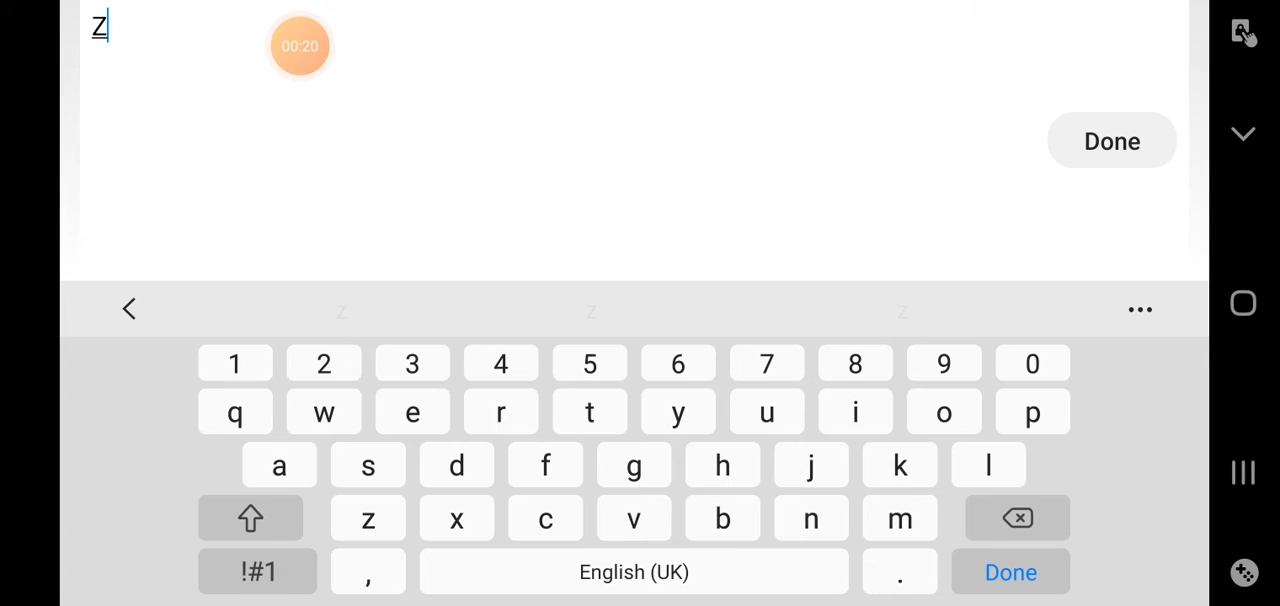 Z
00:20
Done
z z z
1 2 3 4 5 6 7 8 9 0
q w e r t y u i o p
a s d f g h j k l
z x c v b n m
!#1 , English (UK) . Done